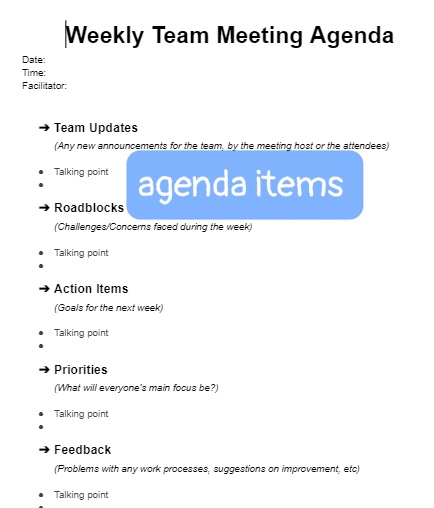 Weekly Team Meeting Agenda
Date:
Time:
Facilitator:
➔ Team Updates
(Any new announcements for the team, by the meeting host or the attendees)
● Talking point
●
agenda items
➔ Roadblocks
(Challenges/Concerns faced during the week)
● Talking point
●
➔ Action Items
(Goals for the next week)
● Talking point
●
➔ Priorities
(What will everyone's main focus be?)
● Talking point
●
➔ Feedback
(Problems with any work processes, suggestions on improvement, etc)
● Talking point
●